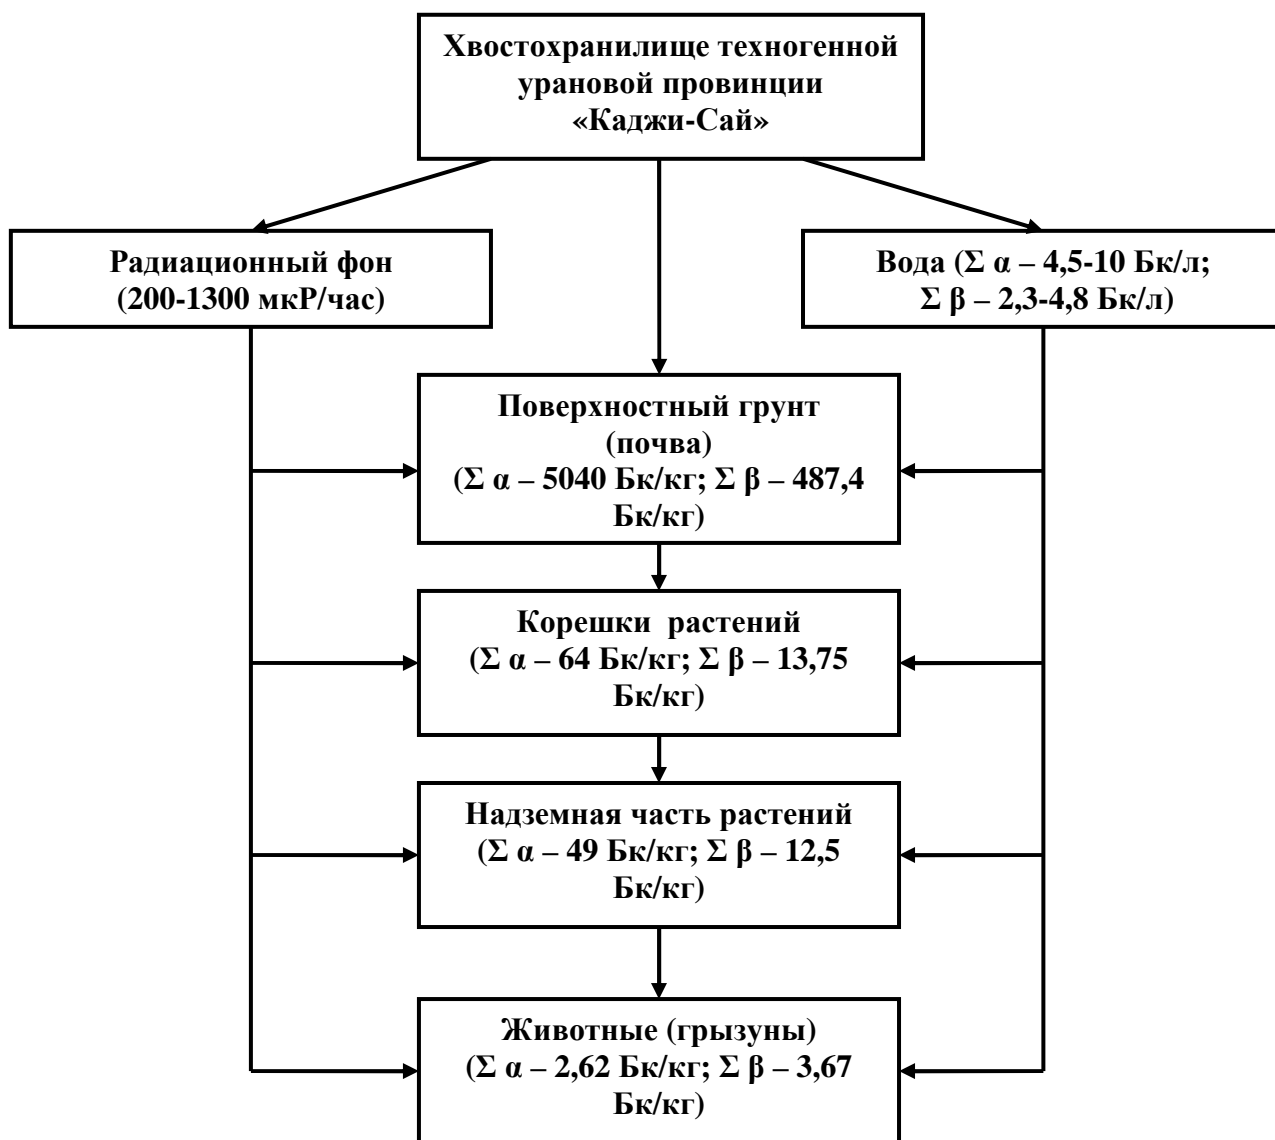 Хвостохранилище техногенной
урановой провинции
«Каджи-Сай»
Радиационный фон
(200-1300 мкР/час)
Вода (Σ α – 4,5-10 Бк/л;
Σ β – 2,3-4,8 Бк/л)
Поверхностный грунт
(почва)
(Σ α – 5040 Бк/кг; Σ β – 487,4
Бк/кг)
Корешки растений
(Σ α – 64 Бк/кг; Σ β – 13,75
Бк/кг)
Надземная часть растений
(Σ α – 49 Бк/кг; Σ β – 12,5
Бк/кг)
Животные (грызуны)
(Σ α – 2,62 Бк/кг; Σ β – 3,67
Бк/кг)